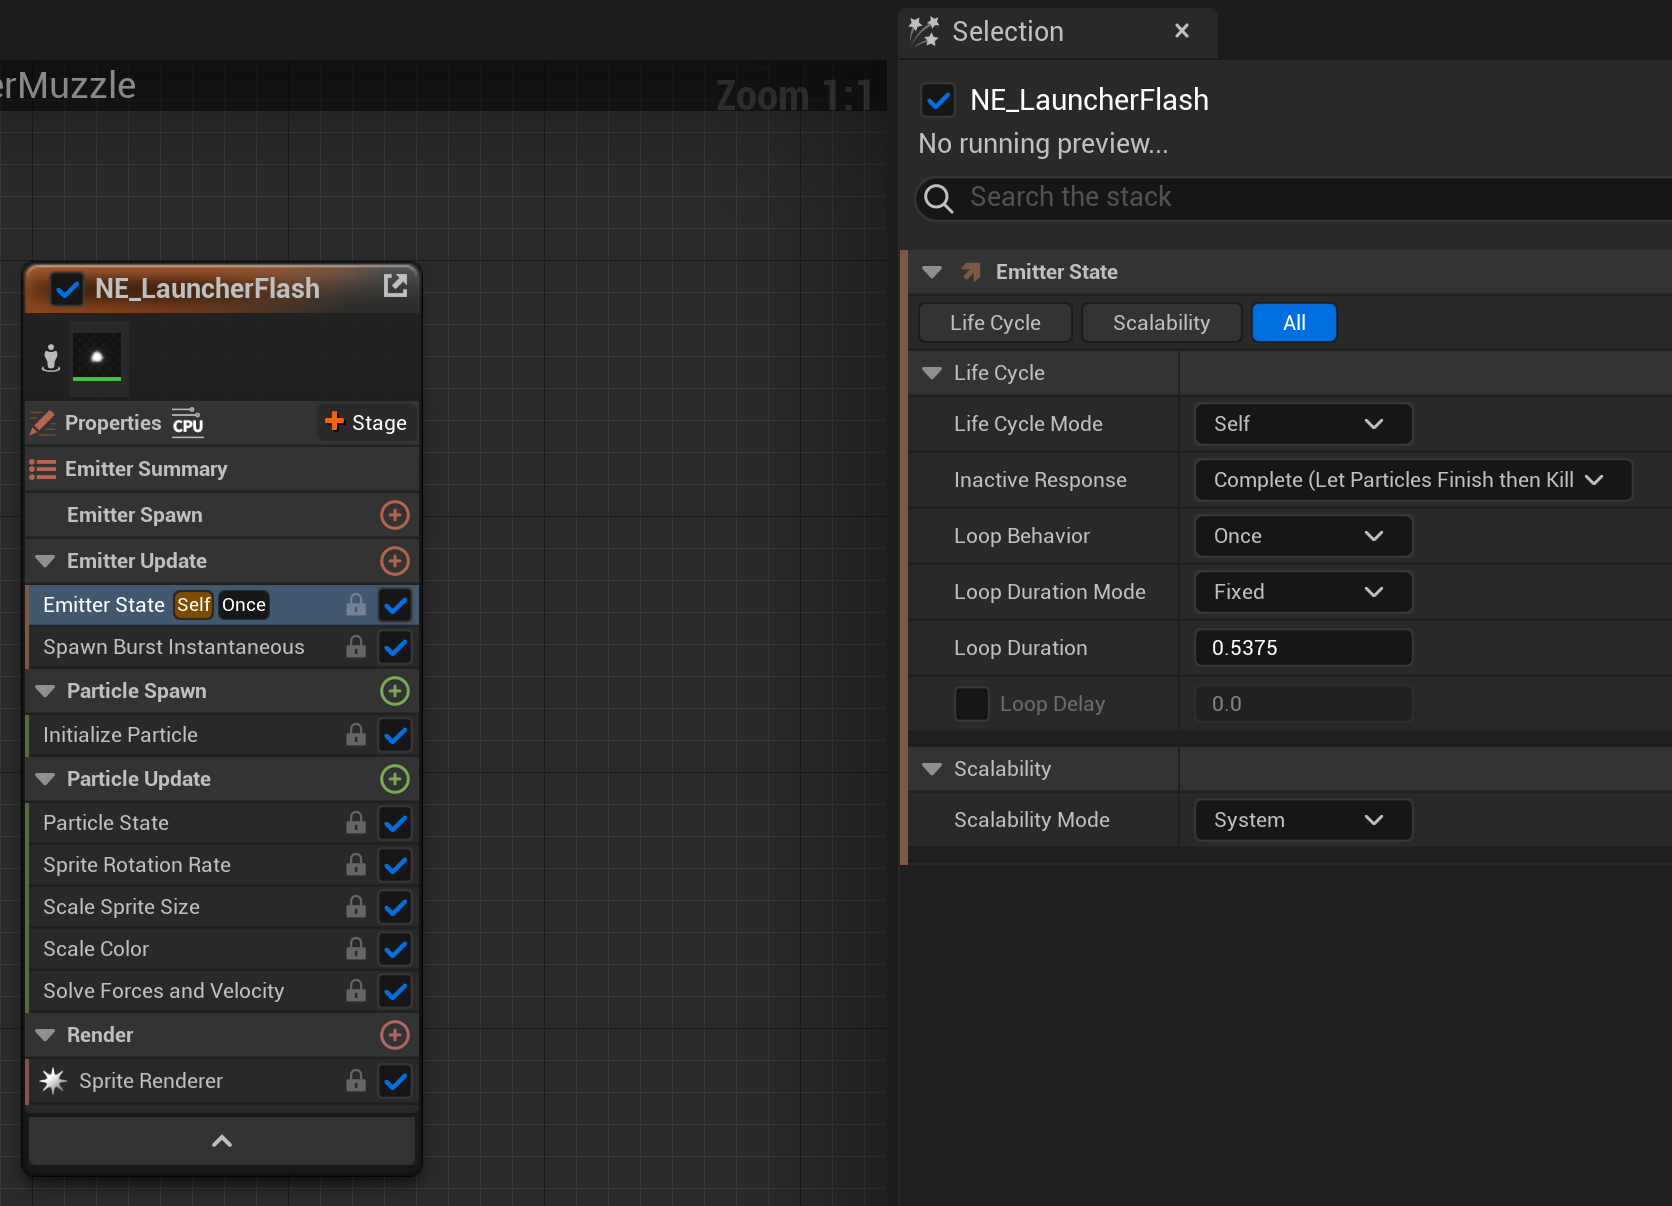 erMuzzle
Zoom 1:1
NE_LauncherFlash
Properties CPU Stage
Emitter Summary
Emitter Spawn
Emitter Update
Emitter State Self Once
Spawn Burst Instantaneous
Particle Spawn
Initialize Particle
Particle Update
Particle State
Sprite Rotation Rate
Scale Sprite Size
Scale Color
Solve Forces and Velocity
Render
Sprite Renderer
Selection
NE_LauncherFlash
No running preview...
Search the stack
Emitter State
Life Cycle Scalability All
Life Cycle
Life Cycle Mode Self
Inactive Response Complete (Let Particles Finish then Kill
Loop Behavior Once
Loop Duration Mode Fixed
Loop Duration 0.5375
Loop Delay 0.0
Scalability
Scalability Mode System